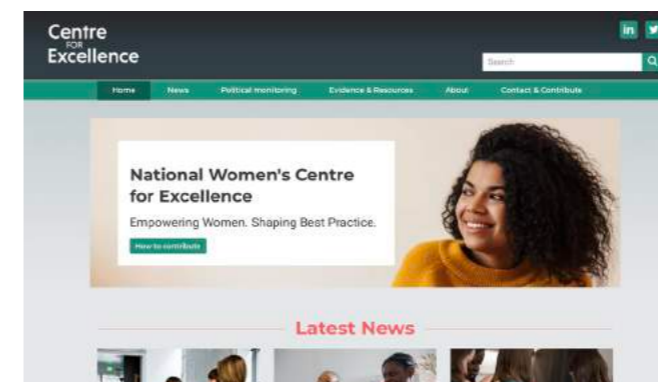 Centre
FOR
Excellence
in
Search
Home News Political monitoring Evidence & Resources About Contact & Contribute
National Women's Centre
for Excellence
Empowering Women. Shaping Best Practice.
How to contribute
Latest News